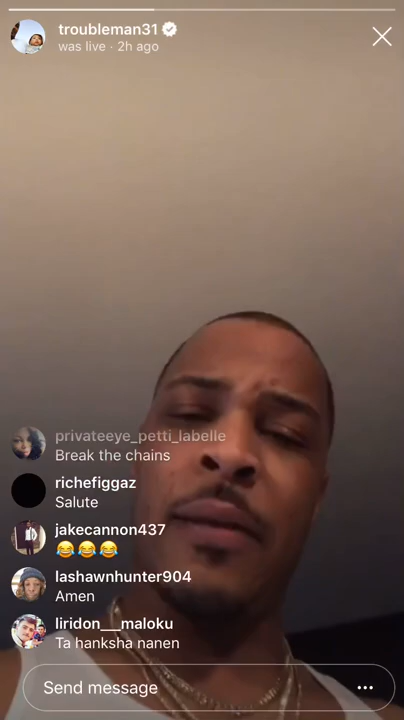 troubleman31
was live · 2h ago
privateeye_petti_labelle
Break the chains
richefiggaz
Salute
jakecannon437
😂😂😂
lashawnhunter904
Amen
liridon___maloku
Ta hanksha nanen
Send message